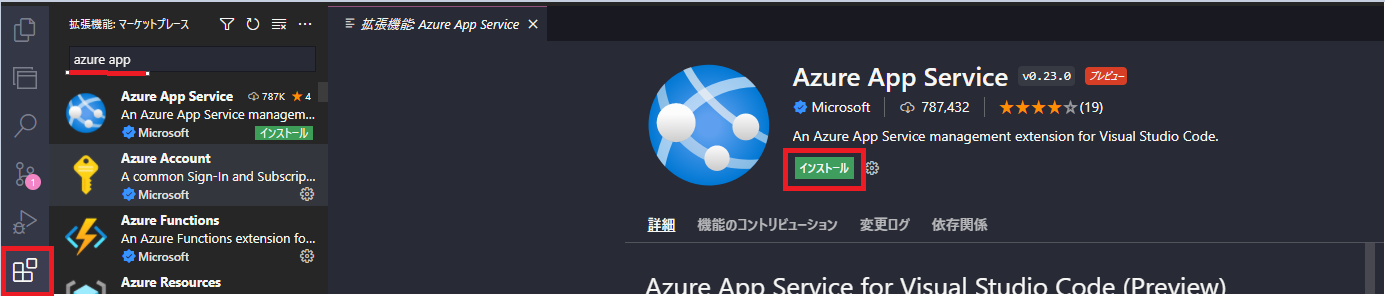 拡張機能: マーケットプレース
azure app
Azure App Service 787K ★ 4
An Azure App Service managem...
Microsoft インストール
Azure Account
A common Sign-In and Subscrip...
Microsoft
Azure Functions
An Azure Functions extension fo...
Microsoft
Azure Resources
1
拡張機能: Azure App Service
Azure App Service v0.23.0 プレビュー
Microsoft 787,432 ★★★★☆(19)
An Azure App Service management extension for Visual Studio Code.
インストール
詳細 機能のコントリビューション 変更ログ 依存関係
Azure App Service for Visual Studio Code (Preview)